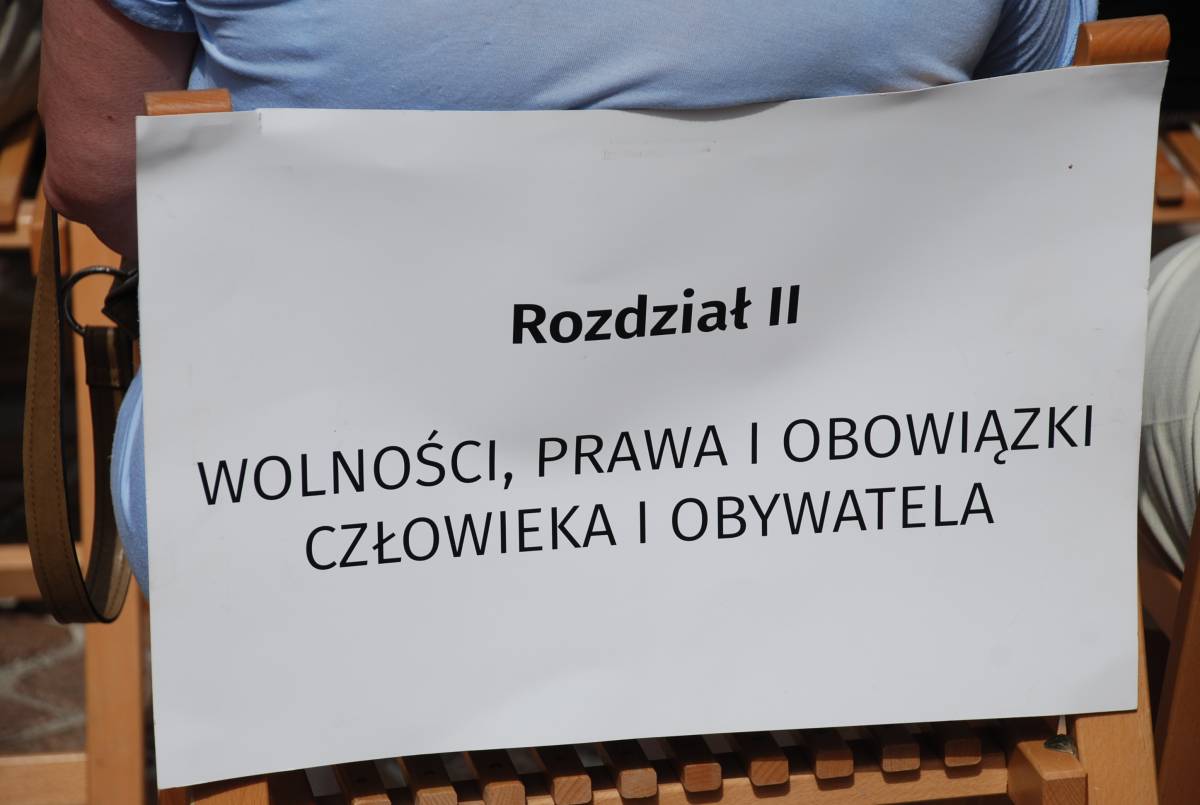 Rozdział II
WOLNOŚCI, PRAWA I OBOWIĄZKI
CZŁOWIEKA I OBYWATELA